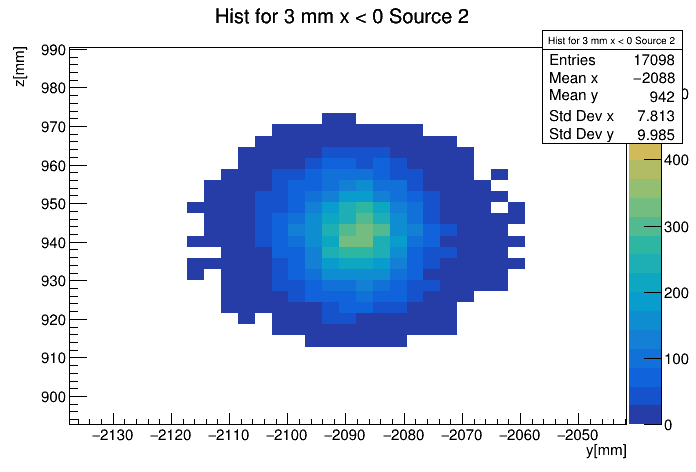 Hist for 3 mm x < 0 Source 2
z[mm]
990
980
970
960
950
940
930
920
910
900
−2130 −2120 −2110 −2100 −2090 −2080 −2070 −2060 −2050
y[mm]
Hist for 3 mm x < 0 Source 2
Entries 17098
Mean x −2088
Mean y 942
Std Dev x 7.813
Std Dev y 9.985
0
400
300
200
100
0